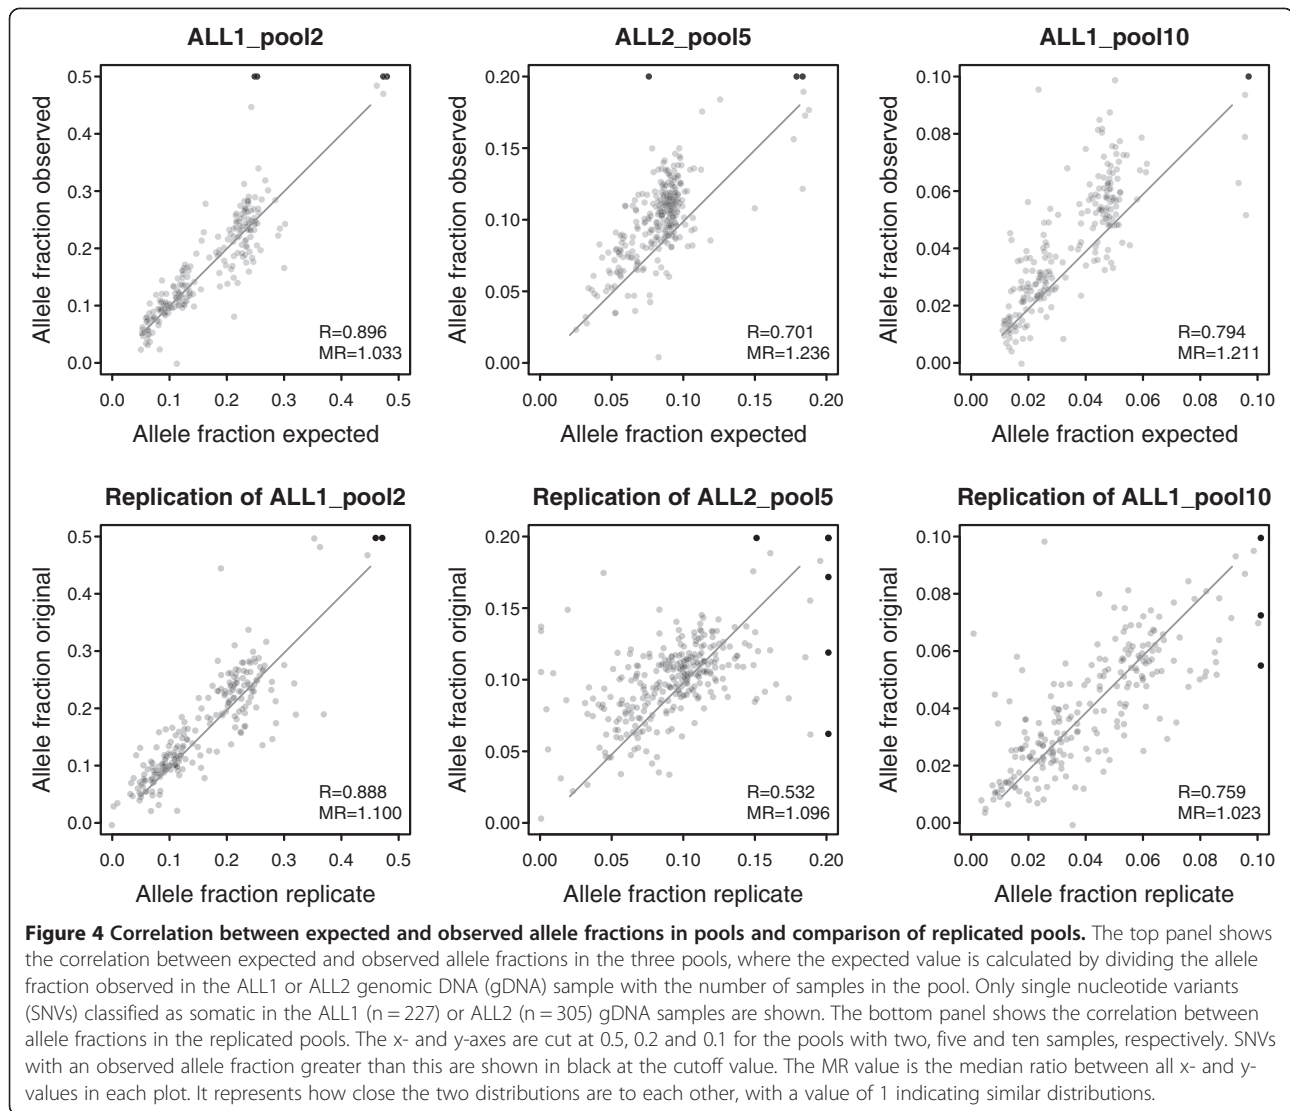 ALL1_pool2
ALL2_pool5
ALL1_pool10
Allele fraction observed
0.5
0.4
0.3
0.2
0.1
0.0
R=0.896
MR=1.033
0.0 0.1 0.2 0.3 0.4 0.5
Allele fraction expected
Allele fraction observed
0.20
0.15
0.10
0.05
0.00
R=0.701
MR=1.236
0.00 0.05 0.10 0.15 0.20
Allele fraction expected
Allele fraction observed
0.10
0.08
0.06
0.04
0.02
0.00
R=0.794
MR=1.211
0.00 0.02 0.04 0.06 0.08 0.10
Allele fraction expected
Replication of ALL1_pool2
Replication of ALL2_pool5
Replication of ALL1_pool10
Allele fraction original
0.5
0.4
0.3
0.2
0.1
0.0
R=0.888
MR=1.100
0.0 0.1 0.2 0.3 0.4 0.5
Allele fraction replicate
Allele fraction original
0.20
0.15
0.10
0.05
0.00
R=0.532
MR=1.096
0.00 0.05 0.10 0.15 0.20
Allele fraction replicate
Allele fraction original
0.10
0.08
0.06
0.04
0.02
0.00
R=0.759
MR=1.023
0.00 0.02 0.04 0.06 0.08 0.10
Allele fraction replicate
Figure 4 Correlation between expected and observed allele fractions in pools and comparison of replicated pools. The top panel shows
the correlation between expected and observed allele fractions in the three pools, where the expected value is calculated by dividing the allele
fraction observed in the ALL1 or ALL2 genomic DNA (gDNA) sample with the number of samples in the pool. Only single nucleotide variants
(SNVs) classified as somatic in the ALL1 (n = 227) or ALL2 (n = 305) gDNA samples are shown. The bottom panel shows the correlation between
allele fractions in the replicated pools. The x- and y-axes are cut at 0.5, 0.2 and 0.1 for the pools with two, five and ten samples, respectively. SNVs
with an observed allele fraction greater than this are shown in black at the cutoff value. The MR value is the median ratio between all x- and y-
values in each plot. It represents how close the two distributions are to each other, with a value of 1 indicating similar distributions.